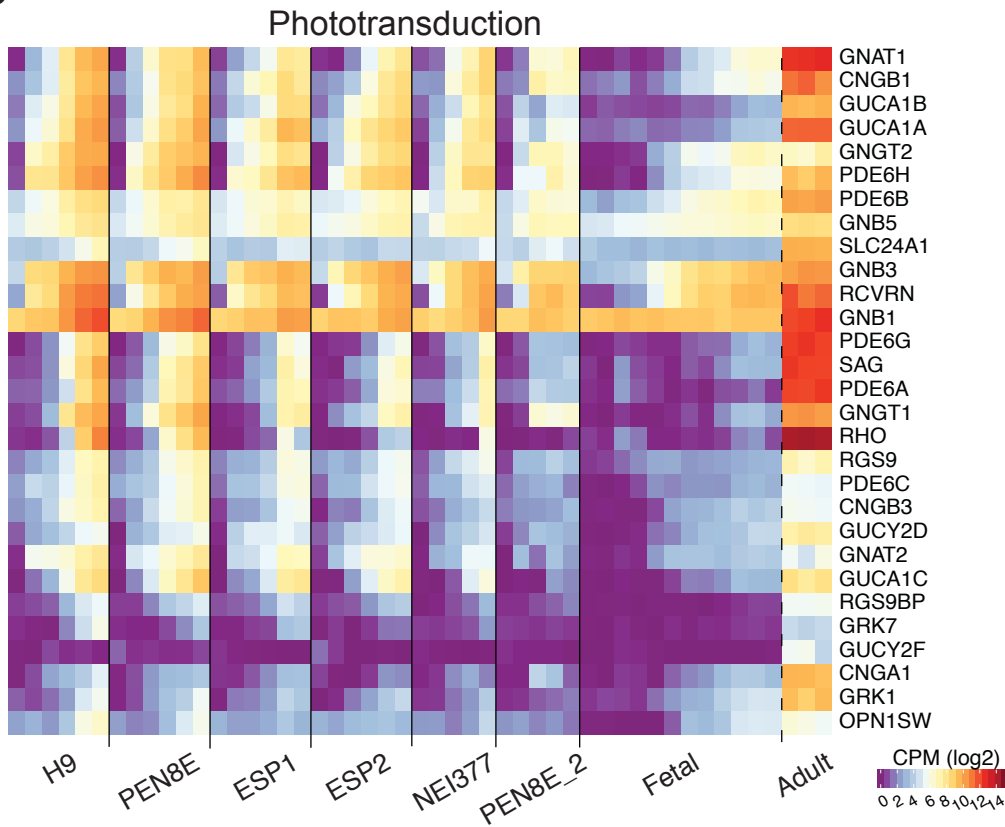 Phototransduction
GNAT1
CNGB1
GUCA1B
GUCA1A
GNGT2
PDE6H
PDE6B
GNB5
SLC24A1
GNB3
RCVRN
GNB1
PDE6G
SAG
PDE6A
GNGT1
RHO
RGS9
PDE6C
CNGB3
GUCY2D
GNAT2
GUCA1C
RGS9BP
GRK7
GUCY2F
CNGA1
GRK1
OPN1SW
H9 PEN8E ESP1 ESP2 NEI377 PEN8E_2 Fetal Adult
CPM (log2)
0 2 4 6 8 10 12 14